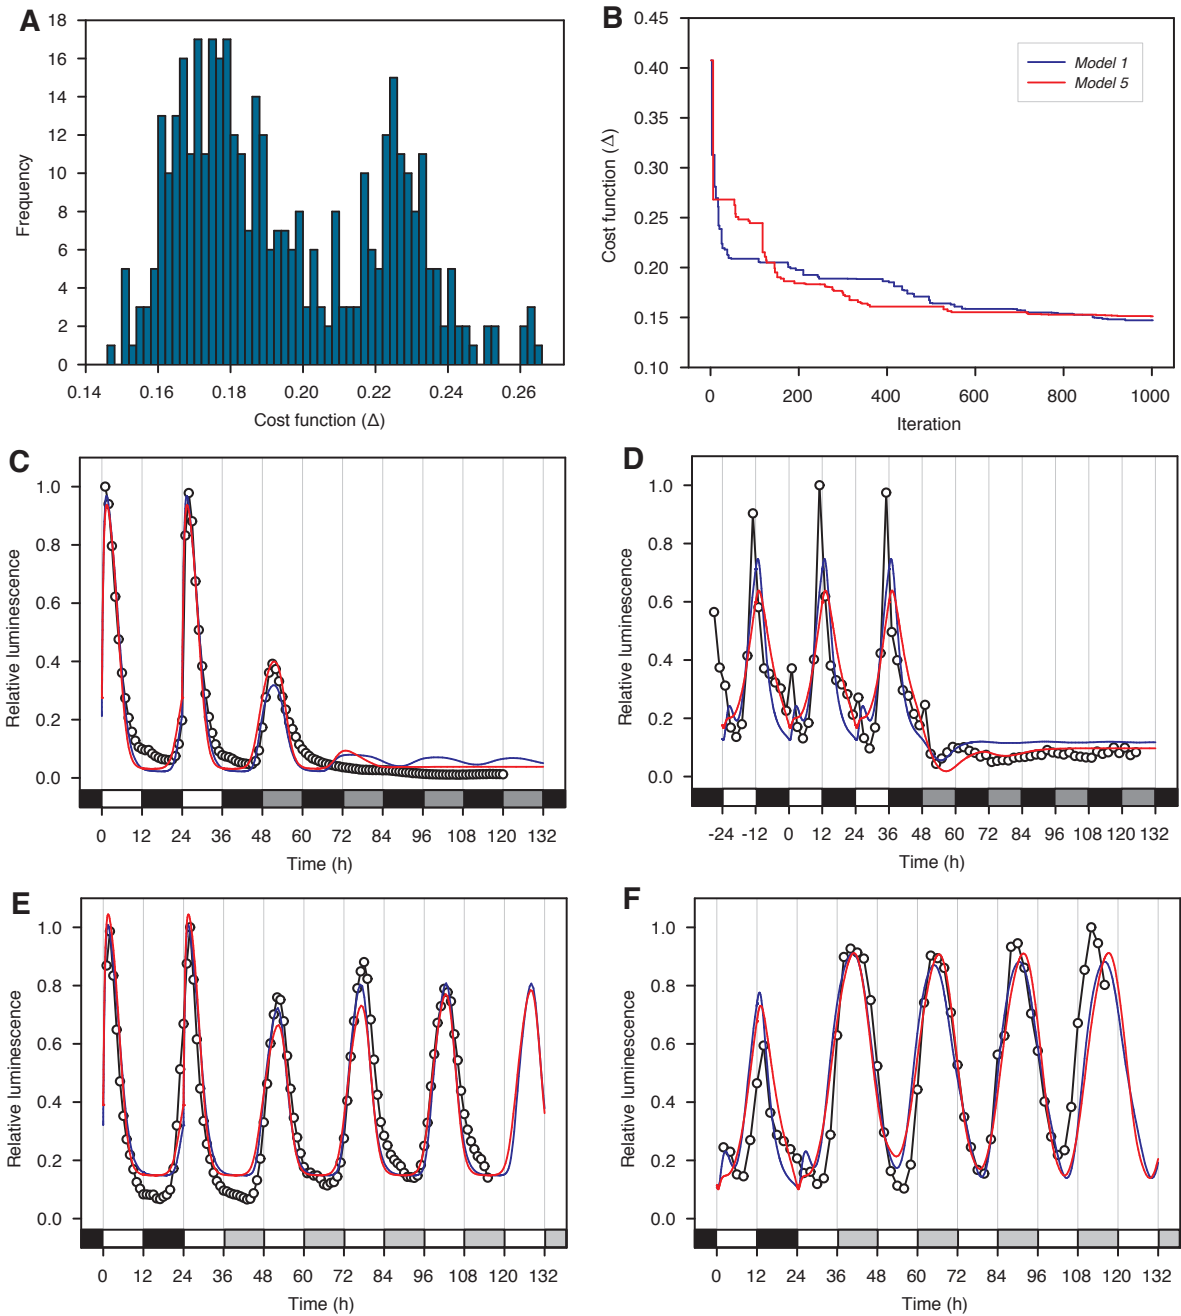 A
18
16
14
12
10
8
6
4
2
0
Frequency
0.14 0.16 0.18 0.20 0.22 0.24 0.26
Cost function (Δ)
B
0.45
0.40
0.35
0.30
0.25
0.20
0.15
0.10
Cost function (Δ)
Model 1
Model 5
0 200 400 600 800 1000
Iteration
C
1.0
0.8
0.6
0.4
0.2
0.0
Relative luminescence
0 12 24 36 48 60 72 84 96 108 132
Time (h)
D
1.0
0.8
0.6
0.4
0.2
0.0
Relative luminescence
-24 -12 0 12 24 36 48 60 72 84 96 108 132
Time (h)
E
1.0
0.8
0.6
0.4
0.2
0.0
Relative luminescence
0 12 24 36 48 60 72 84 96 108 132
Time (h)
F
1.0
0.8
0.6
0.4
0.2
0.0
Relative luminescence
0 12 24 36 48 60 72 84 96 108 132
Time (h)